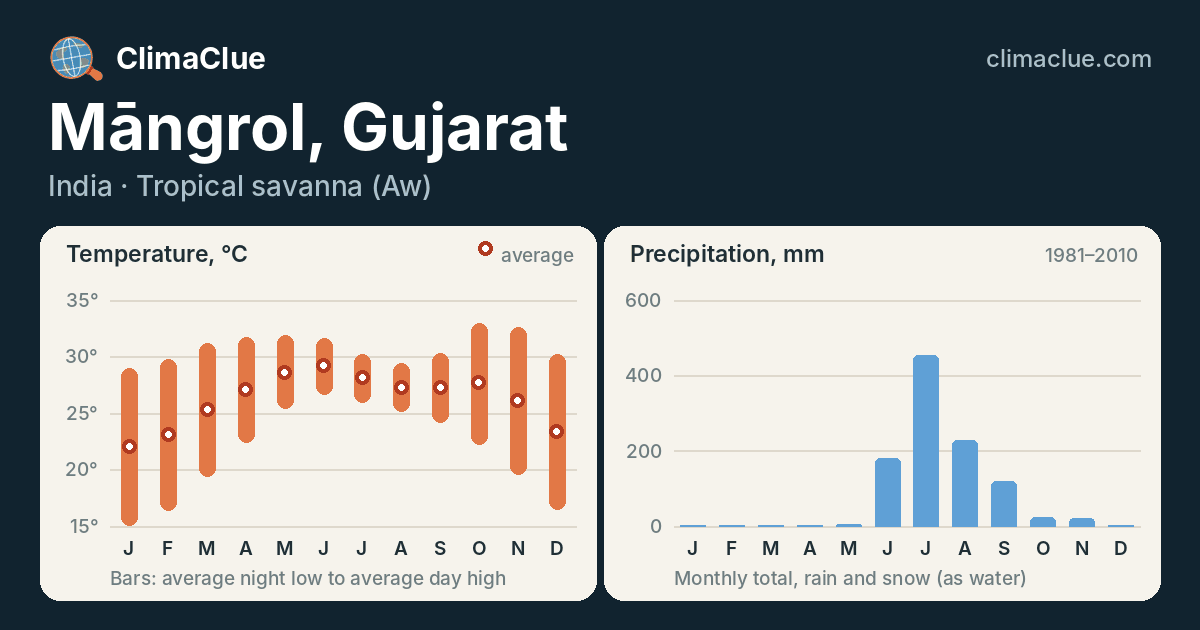 ClimaClue
climaclue.com
Māngrol, Gujarat
India · Tropical savanna (Aw)
Temperature, °C
average
35°
30°
25°
20°
15°
J F M A M J J A S O N D
Bars: average night low to average day high
Precipitation, mm
1981–2010
600
400
200
0
J F M A M J J A S O N D
Monthly total, rain and snow (as water)